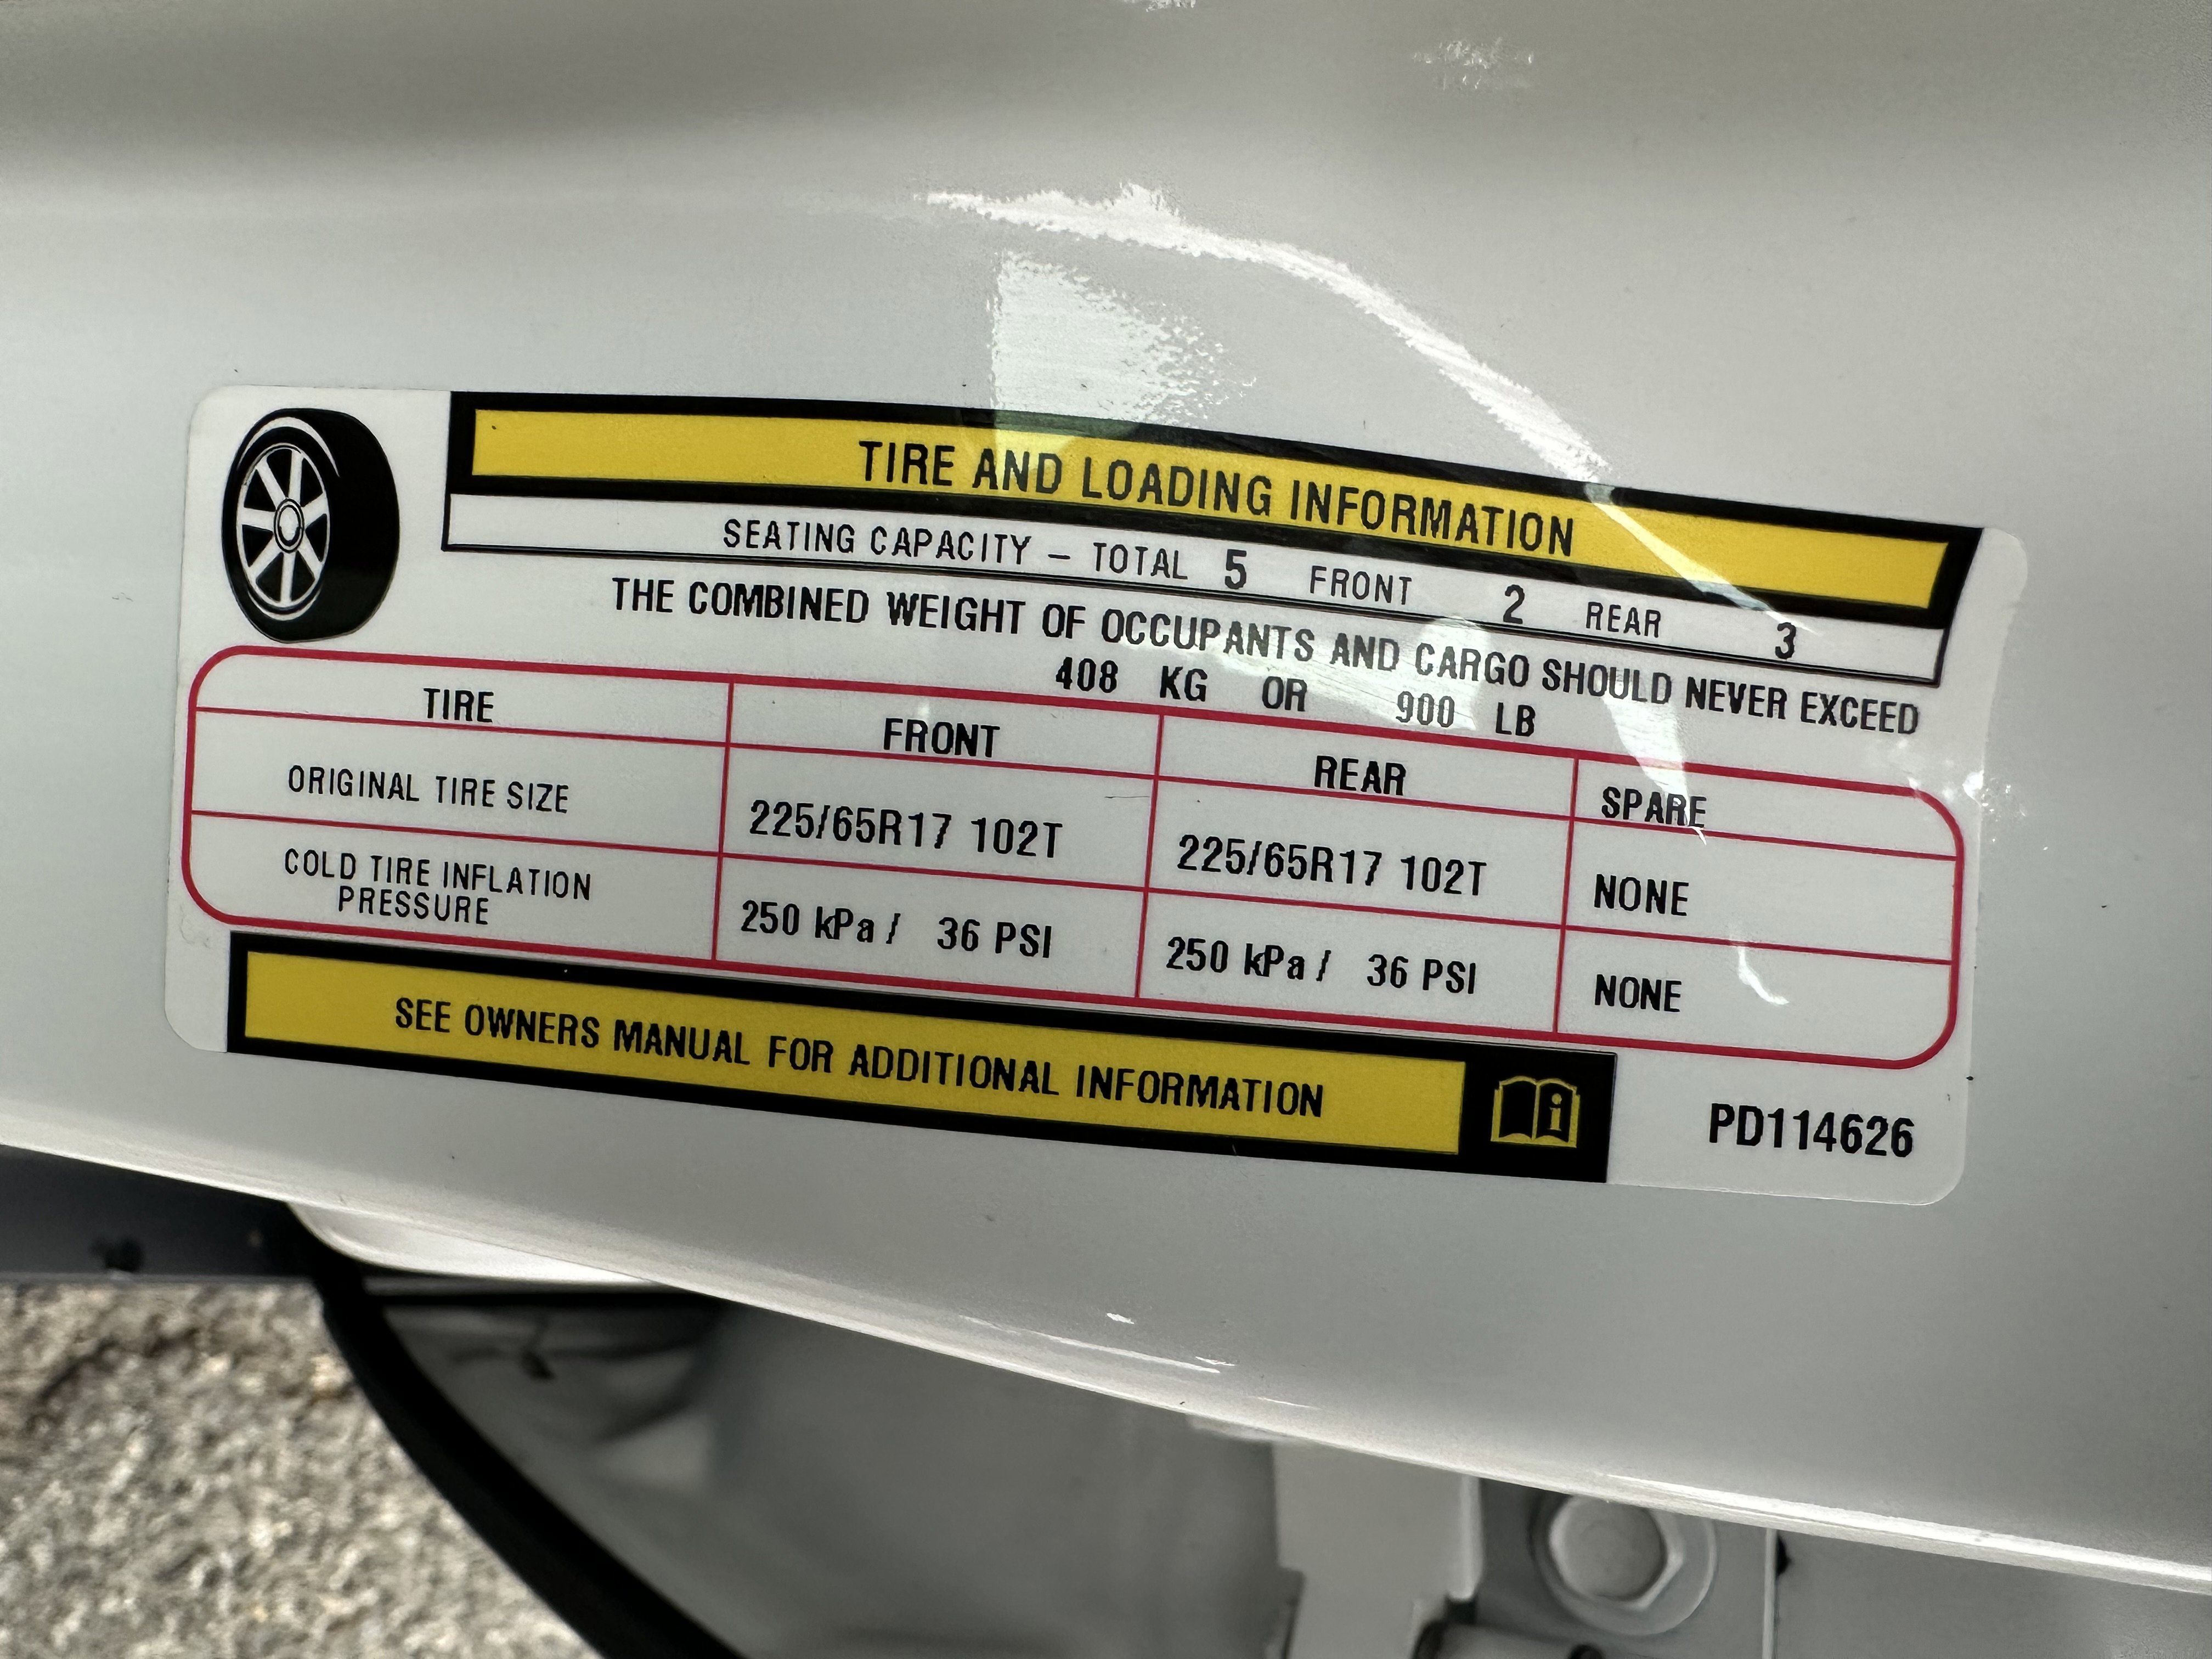 TIRE AND LOADING INFORMATION
SEATING CAPACITY – TOTAL 5 FRONT 2 REAR 3
THE COMBINED WEIGHT OF OCCUPANTS AND CARGO SHOULD NEVER EXCEED
408 KG OR 900 LB
TIRE FRONT REAR SPARE
ORIGINAL TIRE SIZE 225/65R17 102T 225/65R17 102T NONE
COLD TIRE INFLATION
PRESSURE 250 kPa / 36 PSI 250 kPa / 36 PSI NONE
SEE OWNERS MANUAL FOR ADDITIONAL INFORMATION
PD114626